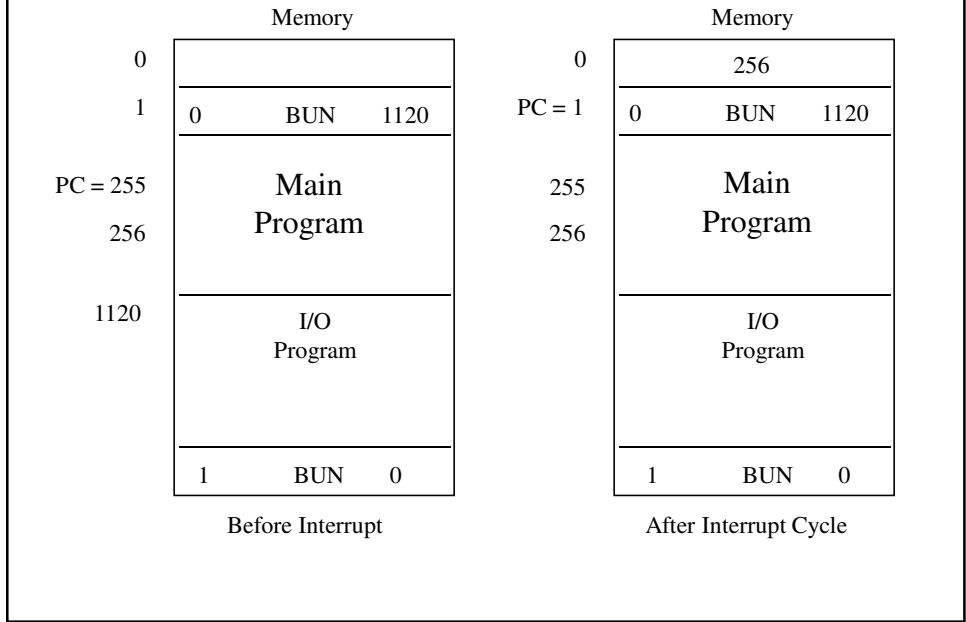 Memory
0
1
0 BUN 1120
PC = 255
Main
Program
256
1120
I/O
Program
1 BUN 0
Before Interrupt
Memory
0
256
PC = 1
0 BUN 1120
255
Main
Program
256
I/O
Program
1 BUN 0
After Interrupt Cycle